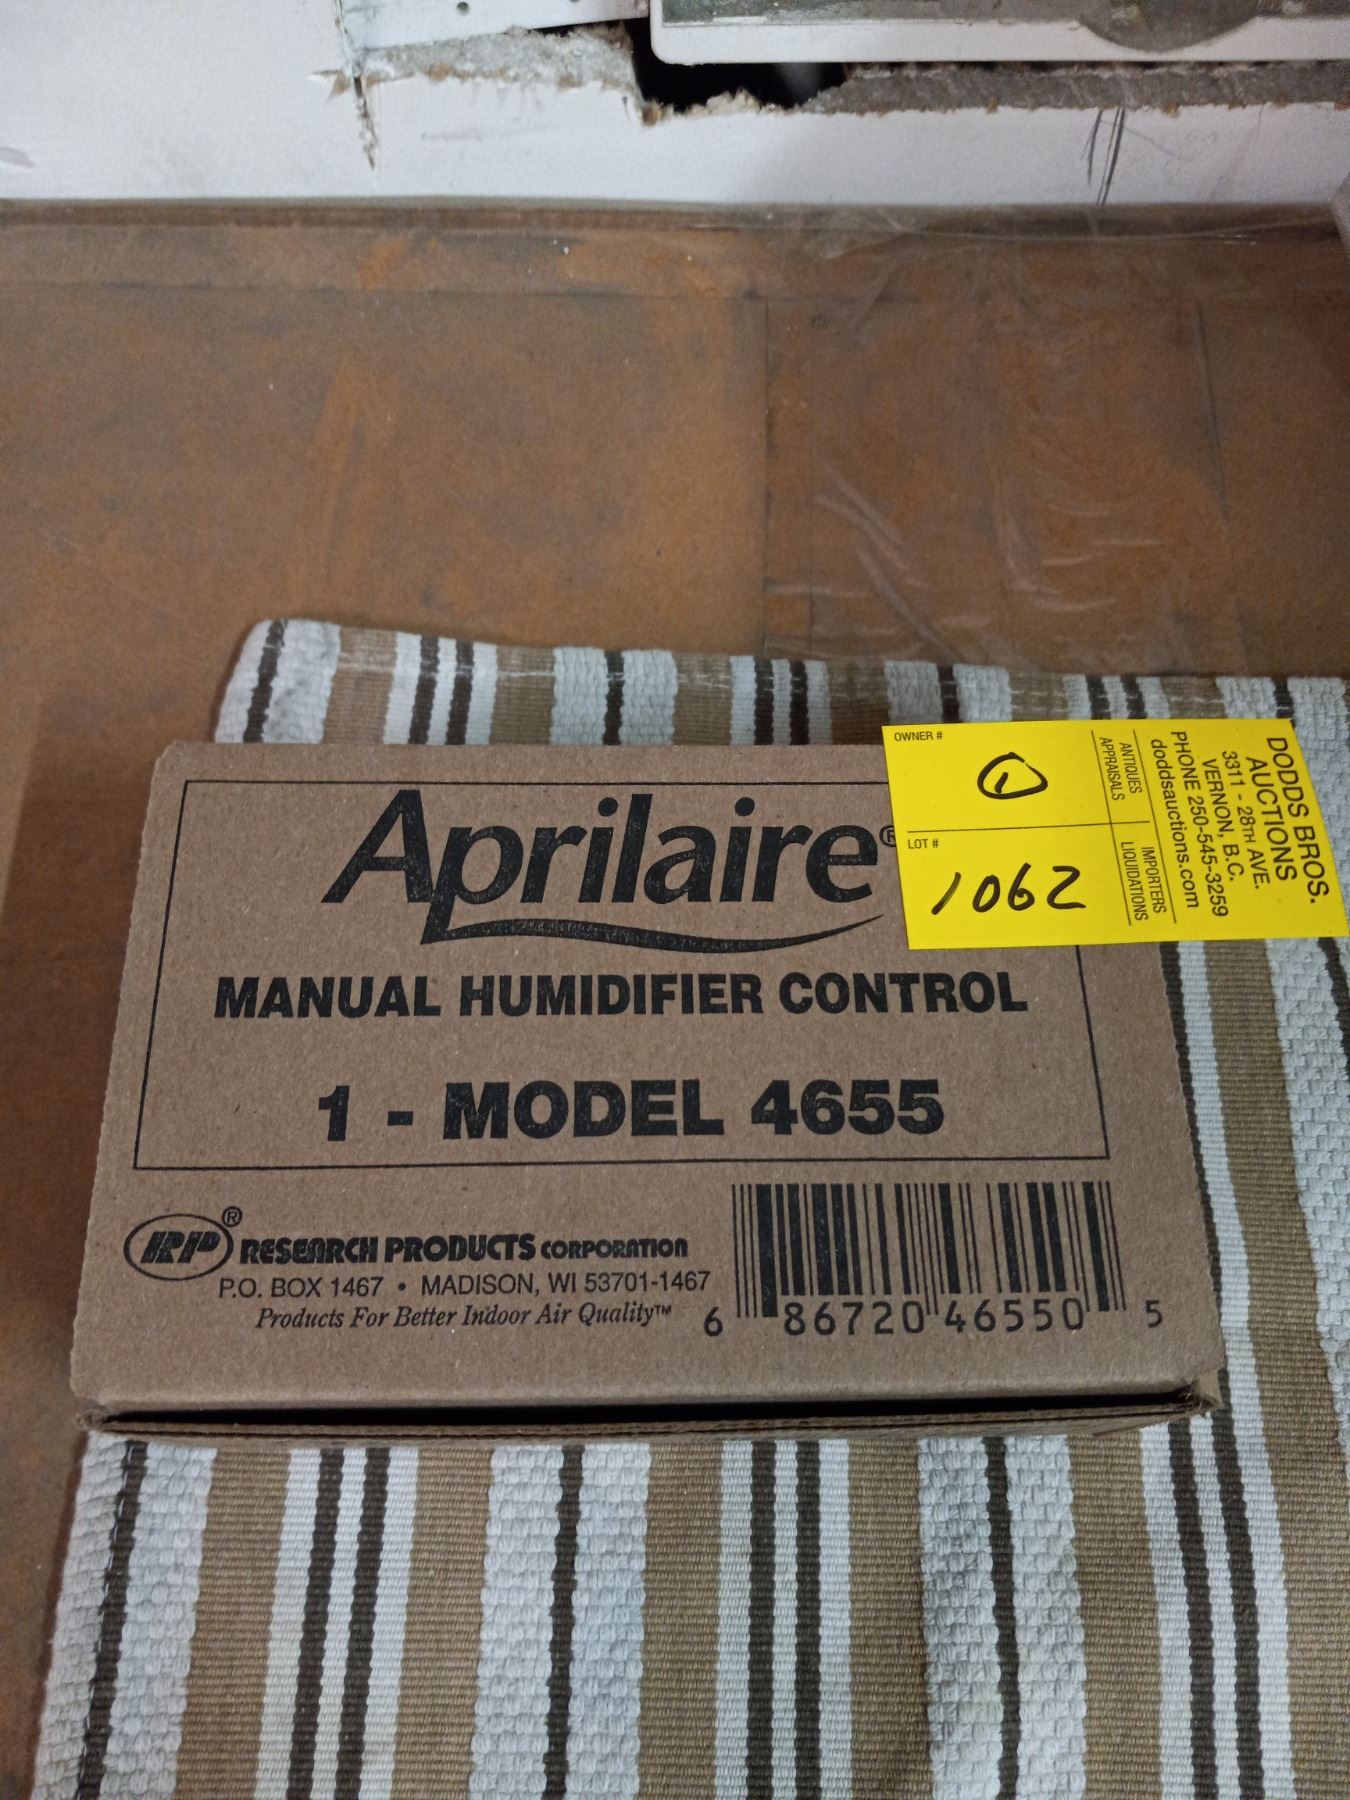 Aprilaire®
MANUAL HUMIDIFIER CONTROL
1 - MODEL 4655
RP®
RESEARCH PRODUCTS CORPORATION
P.O. BOX 1467 • MADISON, WI 53701-1467
Products For Better Indoor Air Quality™
6 86720 46550 5
OWNER #
1
LOT #
1062
DODDS BROS.
AUCTIONS
3311 - 28TH AVE.
VERNON, B.C.
PHONE 250-545-3259
doddsauctions.com
ANTIQUES IMPORTERS
APPRAISALS LIQUIDATIONS